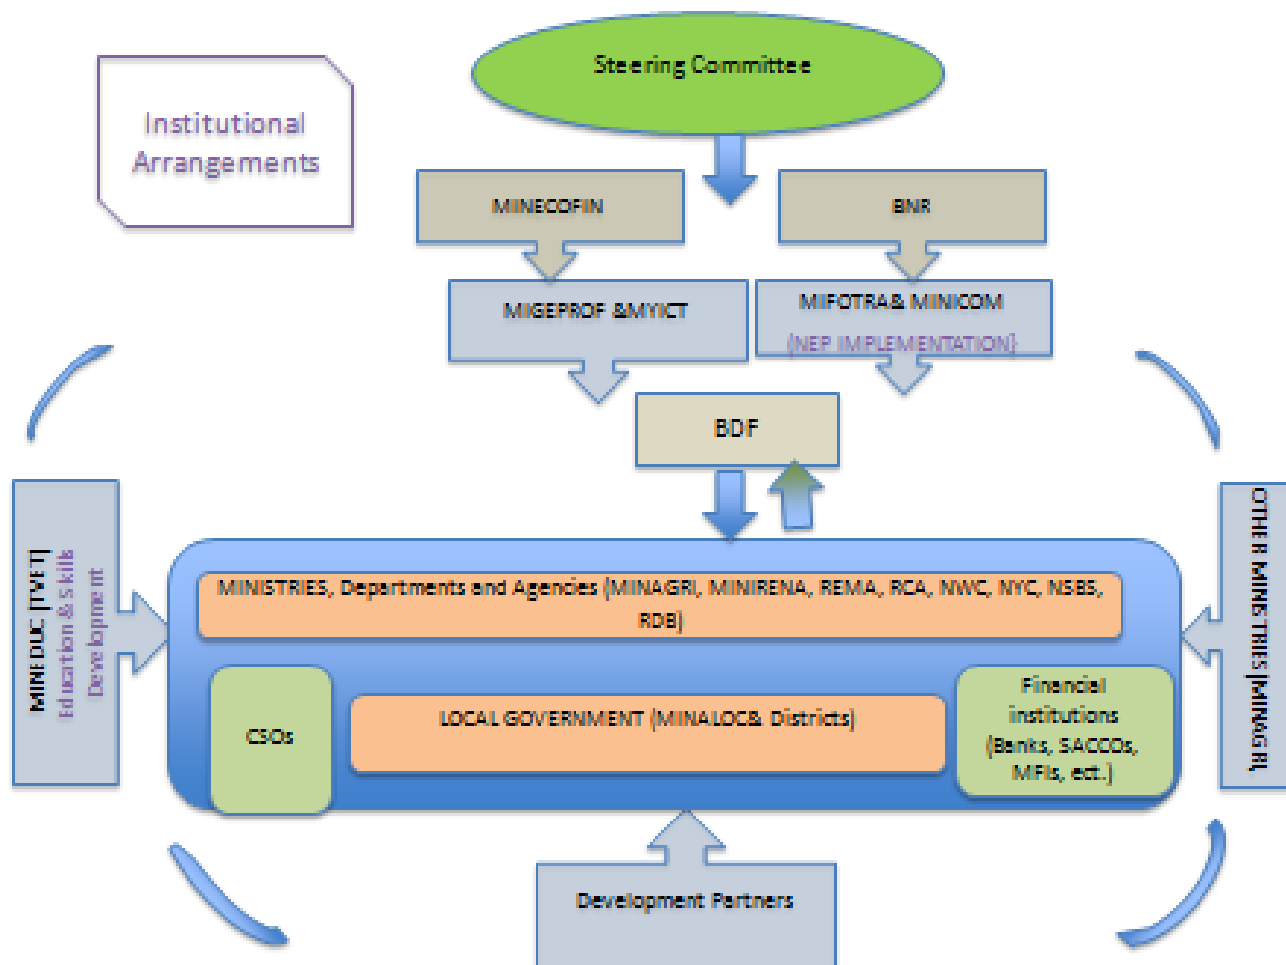 Steering Committee
Institutional
Arrangements
MINECOFIN
BNR
MIGEPROF &MYICT
MIFOTRA& MINICOM
(NEP IMPLEMENTATION)
BDF
MINEDUC [TVET]
Education & Skills
Development
OTHER MINISTRIES [MINAGRI,
MINISTRIES, Departments and Agencies (MINAGRI, MINIRENA, REMA, RCA, NWC, NYC, NSBS,
RDB)
CSOs
LOCAL GOVERNMENT (MINALOC& Districts)
Financial
institutions
(Banks, SACCOs,
MFIs, ect.)
Development Partners